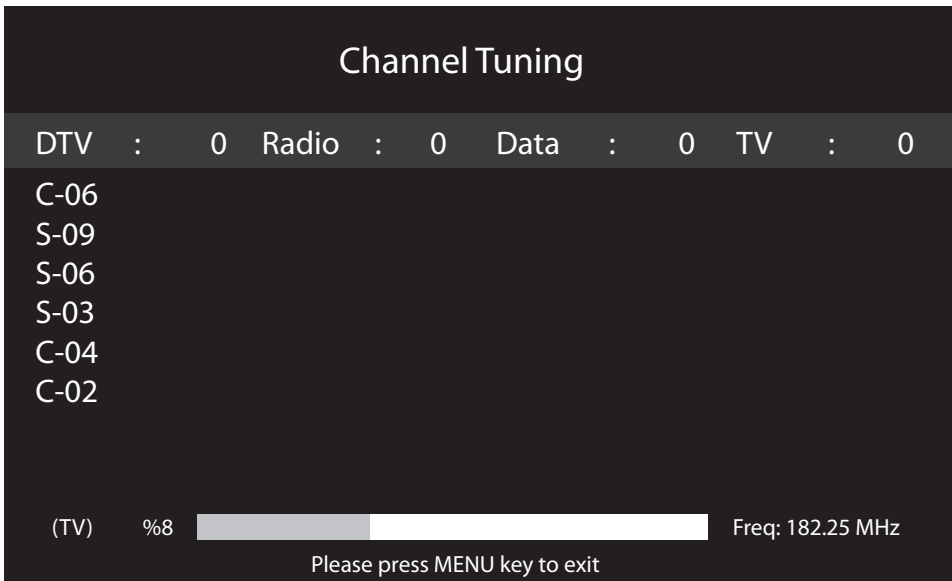 Channel Tuning
DTV : 0 Radio : 0 Data : 0 TV : 0
C-06
S-09
S-06
S-03
C-04
C-02
(TV) %8 Freq: 182.25 MHz
Please press MENU key to exit